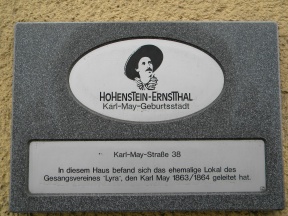 HOHENSTEIN-ERNSTTHAL
Karl-May-Geburtsstadt
Karl-May-Straße 38
In diesem Haus befand sich das ehemalige Lokal des
Gesangsvereines 'Lyra', den Karl May 1863/1864 geleitet hat.